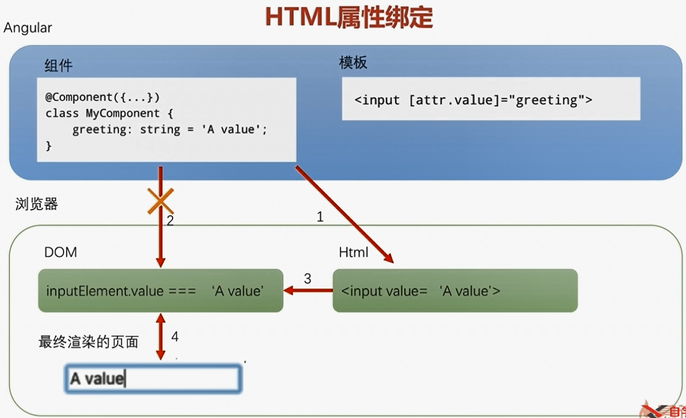 HTML属性绑定
Angular
组件
模板
@Component({...})
class MyComponent {
greeting: string = 'A value';
}
<input [attr.value]="greeting">
浏览器
2
1
DOM
Html
inputElement.value === 'A value'
3
<input value= 'A value'>
最终渲染的页面
4
A value